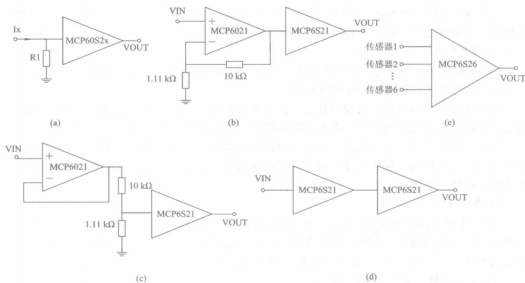 Ix
R1
MCP60S2x
VOUT
(a)
VIN
+
−
MCP6021
MCP6S21
VOUT
1.11 kΩ
10 kΩ
(b)
传感器1
传感器2
⋮
传感器6
MCP6S26
VOUT
(e)
VIN
+
−
MCP6021
10 kΩ
1.11 kΩ
MCP6S21
VOUT
(c)
VIN
MCP6S21
MCP6S21
VOUT
(d)